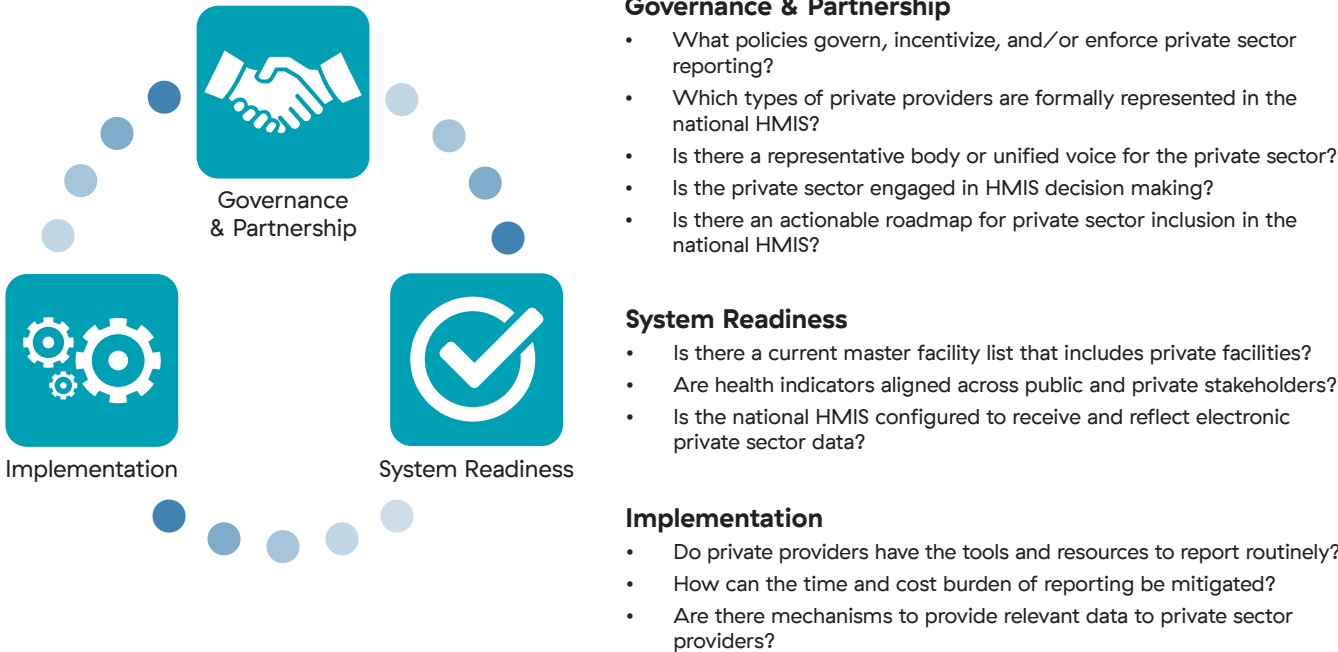 Governance
& Partnership
Implementation
System Readiness
Governance & Partnership
• What policies govern, incentivize, and/or enforce private sector
reporting?
• Which types of private providers are formally represented in the
national HMIS?
• Is there a representative body or unified voice for the private sector?
• Is the private sector engaged in HMIS decision making?
• Is there an actionable roadmap for private sector inclusion in the
national HMIS?
System Readiness
• Is there a current master facility list that includes private facilities?
• Are health indicators aligned across public and private stakeholders?
• Is the national HMIS configured to receive and reflect electronic
private sector data?
Implementation
• Do private providers have the tools and resources to report routinely?
• How can the time and cost burden of reporting be mitigated?
• Are there mechanisms to provide relevant data to private sector
providers?